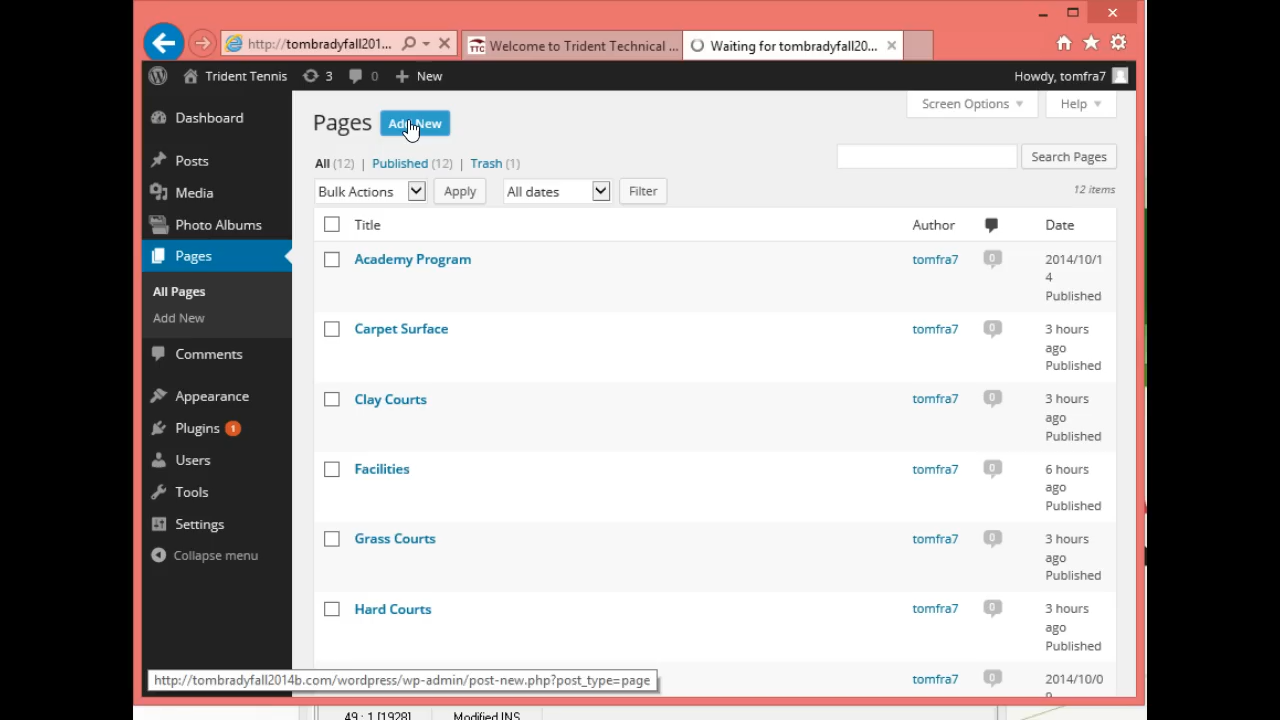 http://tombradyfall201...
TTC Welcome to Trident Technical ...
Waiting for tombradyfall20...
Trident Tennis
3
0
New
Howdy, tomfra7
Dashboard
Posts
Media
Photo Albums
Pages
All Pages
Add New
Comments
Appearance
Plugins 1
Users
Tools
Settings
Collapse menu
Screen Options
Help
Pages Add New
All (12) | Published (12) | Trash (1)
Search Pages
Bulk Actions
Apply
All dates
Filter
12 items
Title Author Date
Academy Program tomfra7 0 2014/10/1
4
Published
Carpet Surface tomfra7 0 3 hours
ago
Published
Clay Courts tomfra7 0 3 hours
ago
Published
Facilities tomfra7 0 6 hours
ago
Published
Grass Courts tomfra7 0 3 hours
ago
Published
Hard Courts tomfra7 0 3 hours
ago
Published
tomfra7 0 2014/10/0
http://tombradyfall2014b.com/wordpress/wp-admin/post-new.php?post_type=page
49 : 1 [1928] Modified INS